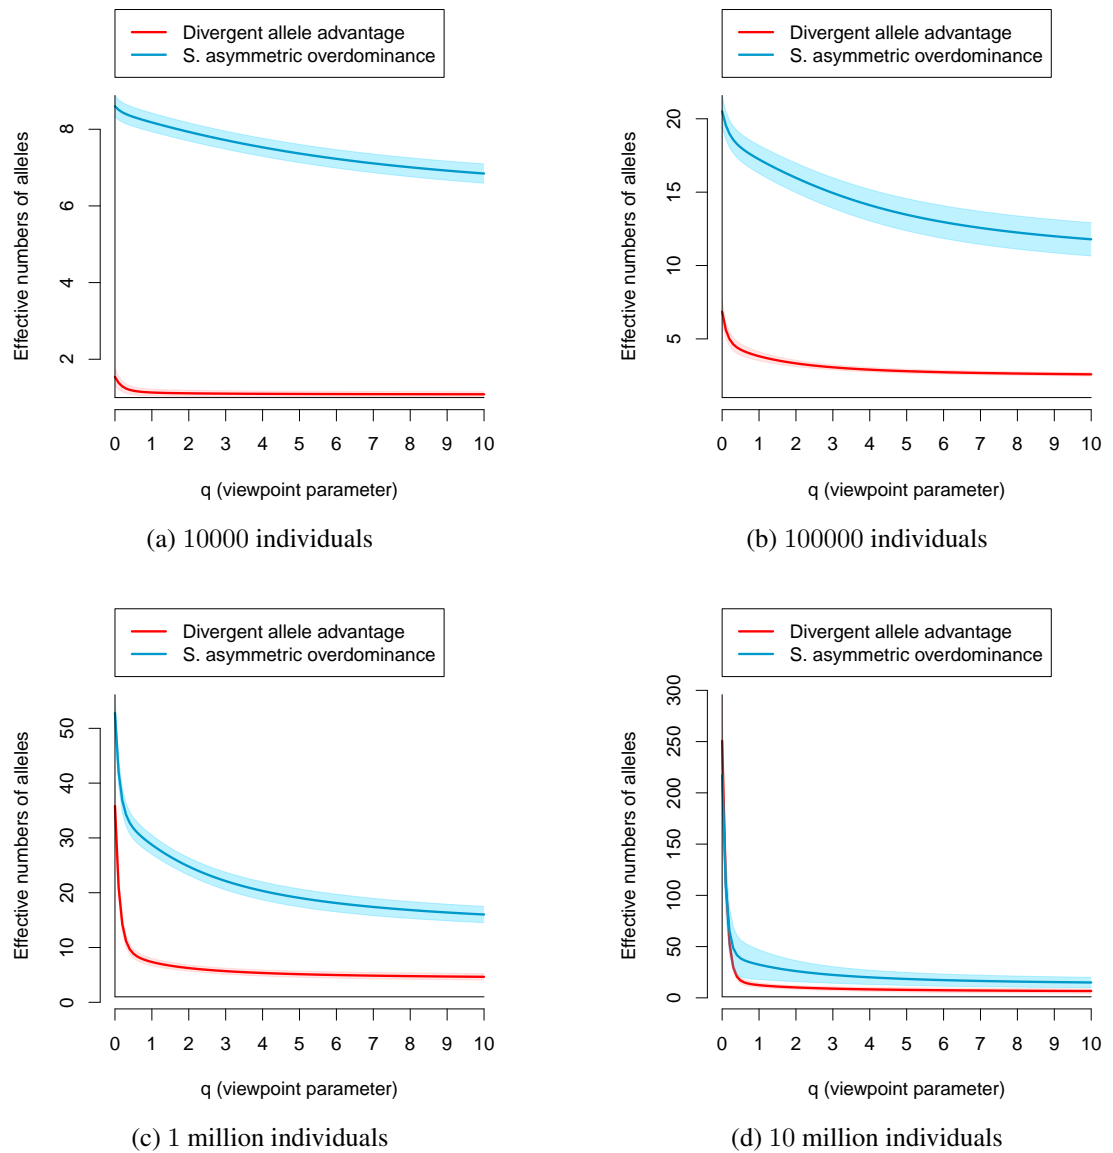 Divergent allele advantage
S. asymmetric overdominance
Effective numbers of alleles
2 4 6 8
0 1 2 3 4 5 6 7 8 9 10
q (viewpoint parameter)
(a) 10000 individuals
Divergent allele advantage
S. asymmetric overdominance
Effective numbers of alleles
5 10 15 20
0 1 2 3 4 5 6 7 8 9 10
q (viewpoint parameter)
(b) 100000 individuals
Divergent allele advantage
S. asymmetric overdominance
Effective numbers of alleles
0 10 20 30 40 50
0 1 2 3 4 5 6 7 8 9 10
q (viewpoint parameter)
(c) 1 million individuals
Divergent allele advantage
S. asymmetric overdominance
Effective numbers of alleles
0 50 100 150 200 250 300
0 1 2 3 4 5 6 7 8 9 10
q (viewpoint parameter)
(d) 10 million individuals